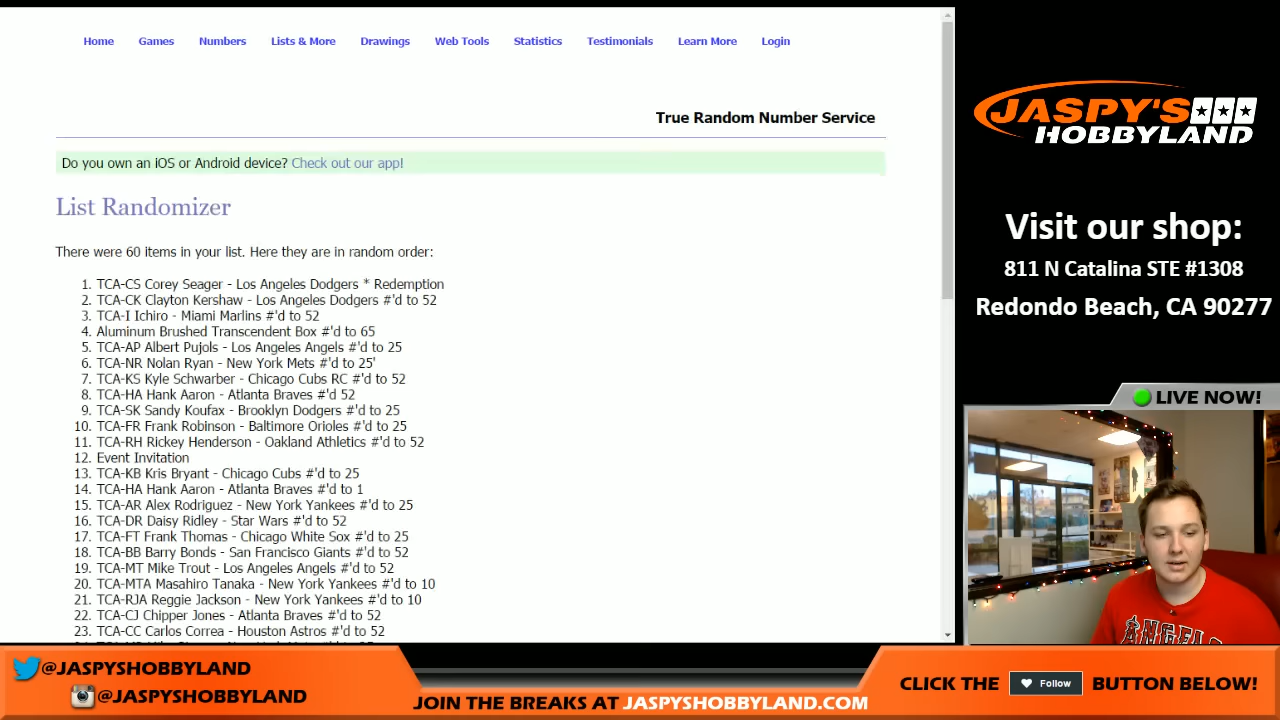 Home Games Numbers Lists & More Drawings Web Tools Statistics Testimonials Learn More Login
True Random Number Service
Do you own an iOS or Android device? Check out our app!
List Randomizer
There were 60 items in your list. Here they are in random order:
1. TCA-CS Corey Seager - Los Angeles Dodgers * Redemption
2. TCA-CK Clayton Kershaw - Los Angeles Dodgers #'d to 52
3. TCA-I Ichiro - Miami Marlins #'d to 52
4. Aluminum Brushed Transcendent Box #'d to 65
5. TCA-AP Albert Pujols - Los Angeles Angels #'d to 25
6. TCA-NR Nolan Ryan - New York Mets #'d to 25'
7. TCA-KS Kyle Schwarber - Chicago Cubs RC #'d to 52
8. TCA-HA Hank Aaron - Atlanta Braves #'d 52
9. TCA-SK Sandy Koufax - Brooklyn Dodgers #'d to 25
10. TCA-FR Frank Robinson - Baltimore Orioles #'d to 25
11. TCA-RH Rickey Henderson - Oakland Athletics #'d to 52
12. Event Invitation
13. TCA-KB Kris Bryant - Chicago Cubs #'d to 25
14. TCA-HA Hank Aaron - Atlanta Braves #'d to 1
15. TCA-AR Alex Rodriguez - New York Yankees #'d to 25
16. TCA-DR Daisy Ridley - Star Wars #'d to 52
17. TCA-FT Frank Thomas - Chicago White Sox #'d to 25
18. TCA-BB Barry Bonds - San Francisco Giants #'d to 52
19. TCA-MT Mike Trout - Los Angeles Angels #'d to 52
20. TCA-MTA Masahiro Tanaka - New York Yankees #'d to 10
21. TCA-RJA Reggie Jackson - New York Yankees #'d to 10
22. TCA-CJ Chipper Jones - Atlanta Braves #'d to 52
23. TCA-CC Carlos Correa - Houston Astros #'d to 52
JASPY'S
HOBBYLAND
Visit our shop:
811 N Catalina STE #1308
Redondo Beach, CA 90277
LIVE NOW!
ANGELS
@JASPYSHOBBYLAND
@JASPYSHOBBYLAND
JOIN THE BREAKS AT JASPYSHOBBYLAND.COM
CLICK THE Follow BUTTON BELOW!